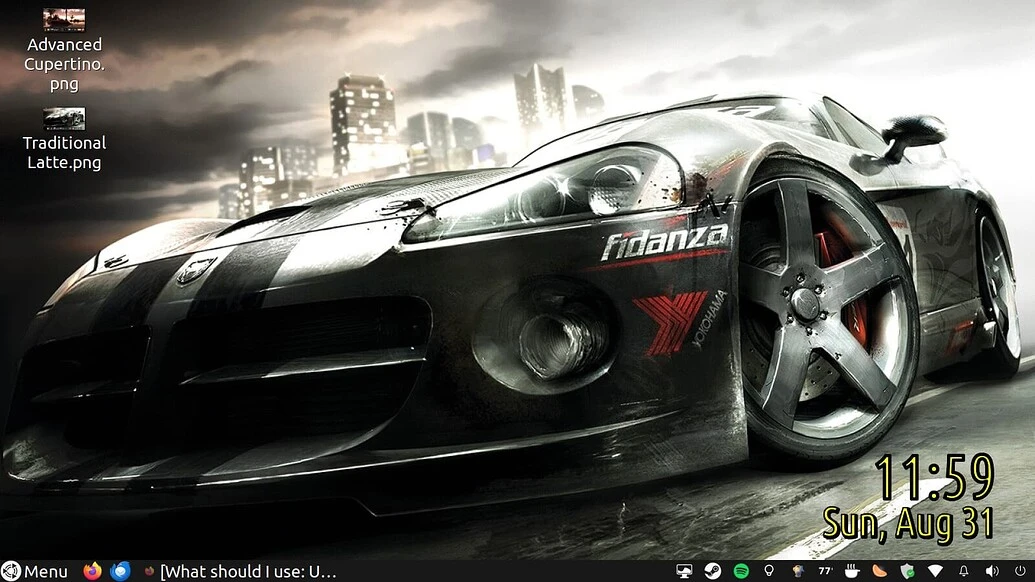 Advanced
Cupertino.
png
Traditional
Latte.png
fidanza
YOKOHAMA
11:59
Sun, Aug 31
Menu
[What should I use: U...
77°